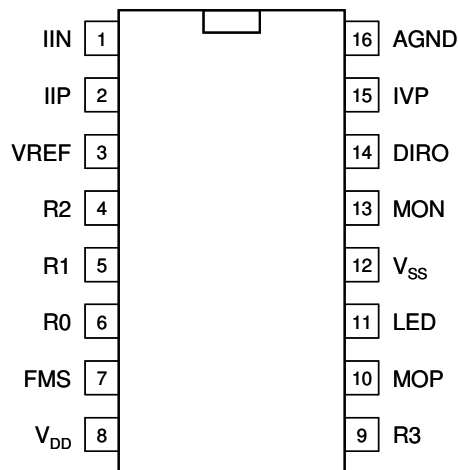 IIN 1 16 AGND
IIP 2 15 IVP
VREF 3 14 DIRO
R2 4 13 MON
R1 5 12 VSS
R0 6 11 LED
FMS 7 10 MOP
VDD 8 9 R3